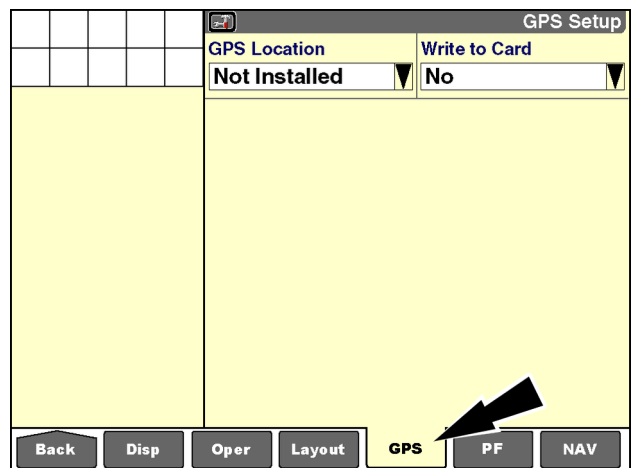 GPS Setup
GPS Location
Write to Card
Not Installed
No
Back
Disp
Oper
Layout
GPS
PF
NAV